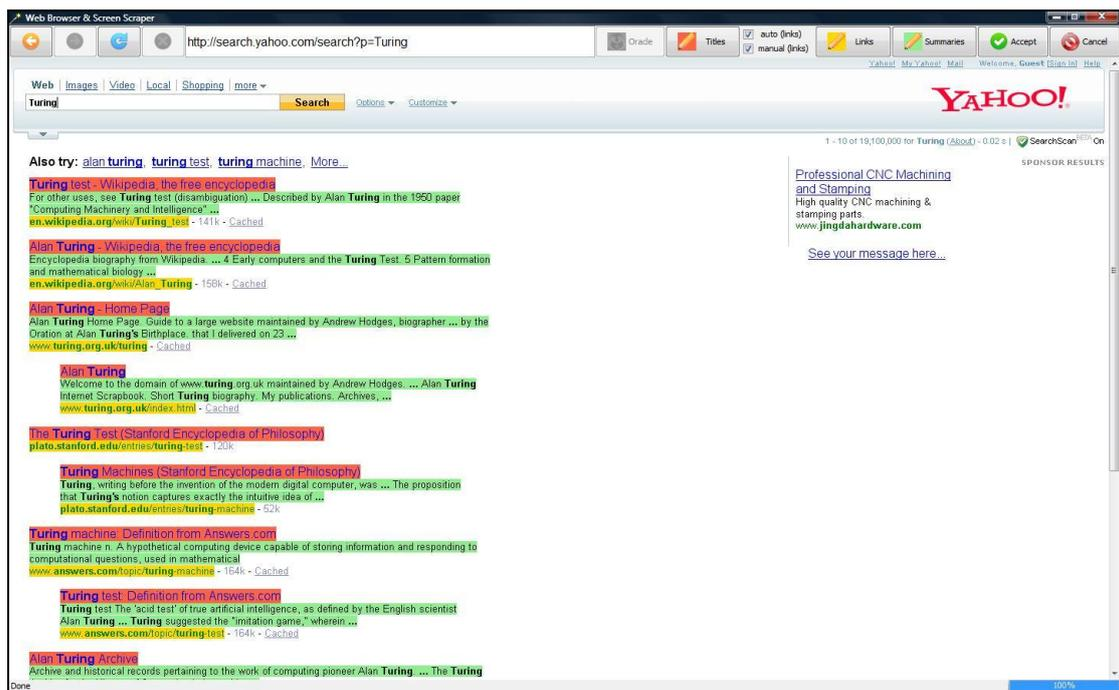 Web Browser & Screen Scraper
http://search.yahoo.com/search?p=Turing
Oracle
Titles
auto (links)
manual (links)
Links
Summaries
Accept
Cancel
Yahoo! My Yahoo! Mail Welcome, Guest [Sign In] Help
Web | Images | Video | Local | Shopping | more
Turing
Search
Options
Customize
YAHOO!
1 - 10 of 19,100,000 for Turing (About) - 0.02 s | SearchScan BETA On
Also try: alan turing, turing test, turing machine, More...
SPONSOR RESULTS
Turing test - Wikipedia, the free encyclopedia
For other uses, see Turing test (disambiguation) ... Described by Alan Turing in the 1950 paper
"Computing Machinery and Intelligence" ...
en.wikipedia.org/wiki/Turing_test - 141k - Cached
Alan Turing - Wikipedia, the free encyclopedia
Encyclopedia biography from Wikipedia. ... 4 Early computers and the Turing Test. 5 Pattern formation
and mathematical biology ...
en.wikipedia.org/wiki/Alan_Turing - 158k - Cached
Alan Turing - Home Page
Alan Turing Home Page. Guide to a large website maintained by Andrew Hodges, biographer ... by the
Oration at Alan Turing's Birthplace. that I delivered on 23 ...
www.turing.org.uk/turing - Cached
Alan Turing
Welcome to the domain of www.turing.org.uk maintained by Andrew Hodges. ... Alan Turing
Internet Scrapbook. Short Turing biography. My publications. Archives, ...
www.turing.org.uk/index.html - Cached
The Turing Test (Stanford Encyclopedia of Philosophy)
plato.stanford.edu/entries/turing-test - 120k
Turing Machines (Stanford Encyclopedia of Philosophy)
Turing, writing before the invention of the modern digital computer, was ... The proposition
that Turing's notion captures exactly the intuitive idea of ...
plato.stanford.edu/entries/turing-machine - 52k
Turing machine: Definition from Answers.com
Turing machine n. A hypothetical computing device capable of storing information and responding to
computational questions, used in mathematical
www.answers.com/topic/turing-machine - 164k - Cached
Turing test: Definition from Answers.com
Turing test The 'acid test' of true artificial intelligence, as defined by the English scientist
Alan Turing ... Turing suggested the "imitation game," wherein ...
www.answers.com/topic/turing-test - 164k - Cached
Alan Turing Archive
Archive and historical records pertaining to the work of computing pioneer Alan Turing. ... The Turing
Professional CNC Machining
and Stamping
High quality CNC machining &
stamping parts.
www.jingdahardware.com
See your message here...
Done
100%